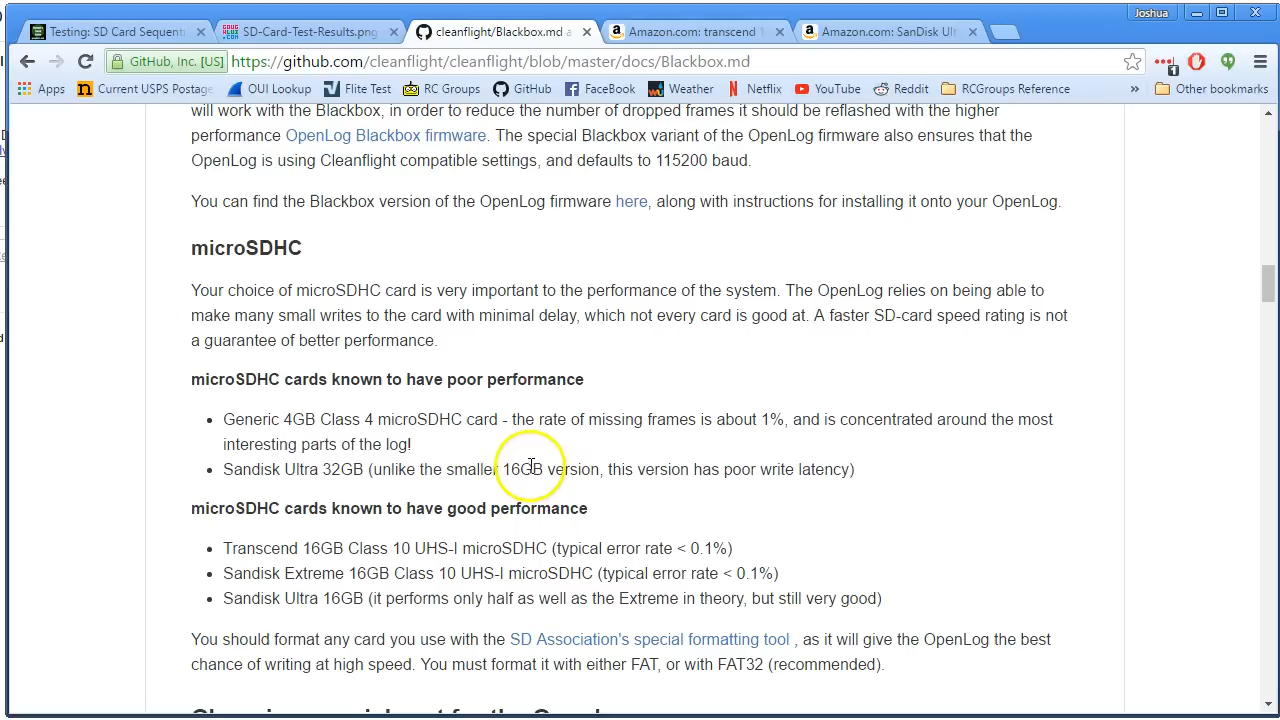 Joshua
Testing: SD Card Sequenti
SD-Card-Test-Results.png
cleanflight/Blackbox.md a
Amazon.com: transcend 1
Amazon.com: SanDisk Ult
GitHub, Inc. [US]
https://github.com/cleanflight/cleanflight/blob/master/docs/Blackbox.md
1
Apps
Current USPS Postag
OUI Lookup
Flite Test
RC Groups
GitHub
FaceBook
Weather
Netflix
YouTube
Reddit
RCGroups Reference
»
Other bookmarks
will work with the Blackbox, in order to reduce the number of dropped frames it should be reflashed with the higher
performance OpenLog Blackbox firmware. The special Blackbox variant of the OpenLog firmware also ensures that the
OpenLog is using Cleanflight compatible settings, and defaults to 115200 baud.
You can find the Blackbox version of the OpenLog firmware here, along with instructions for installing it onto your OpenLog.
microSDHC
Your choice of microSDHC card is very important to the performance of the system. The OpenLog relies on being able to
make many small writes to the card with minimal delay, which not every card is good at. A faster SD-card speed rating is not
a guarantee of better performance.
microSDHC cards known to have poor performance
• Generic 4GB Class 4 microSDHC card - the rate of missing frames is about 1%, and is concentrated around the most
interesting parts of the log!
• Sandisk Ultra 32GB (unlike the smaller 16GB version, this version has poor write latency)
microSDHC cards known to have good performance
• Transcend 16GB Class 10 UHS-I microSDHC (typical error rate < 0.1%)
• Sandisk Extreme 16GB Class 10 UHS-I microSDHC (typical error rate < 0.1%)
• Sandisk Ultra 16GB (it performs only half as well as the Extreme in theory, but still very good)
You should format any card you use with the SD Association's special formatting tool , as it will give the OpenLog the best
chance of writing at high speed. You must format it with either FAT, or with FAT32 (recommended).